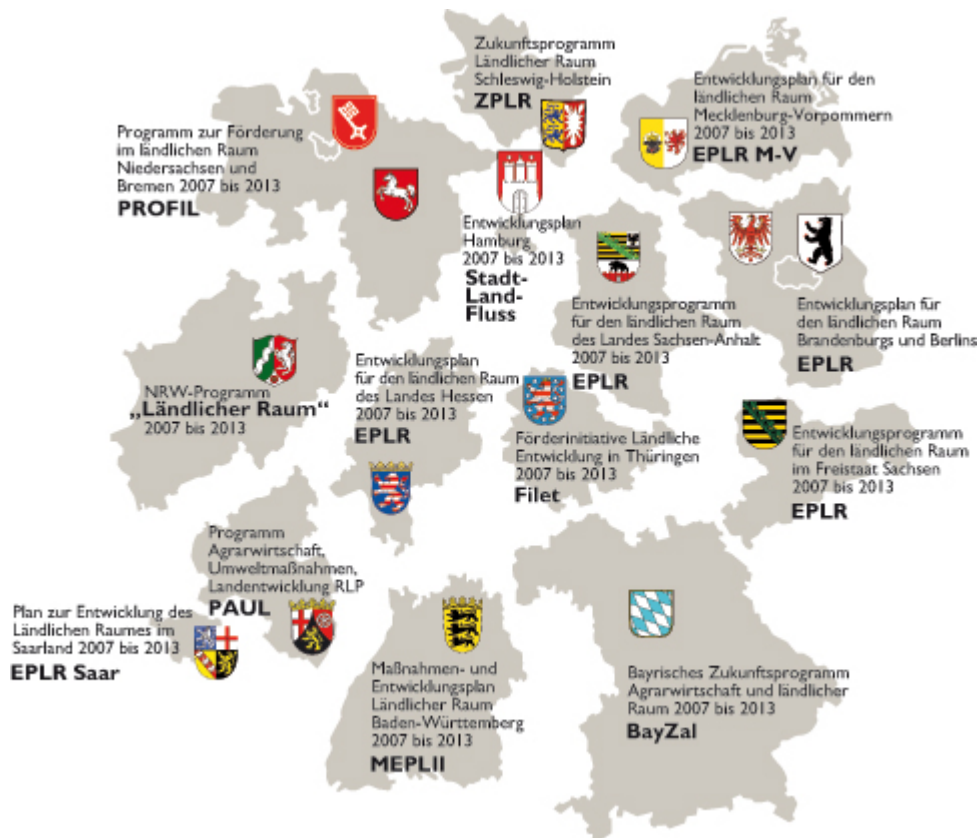 Zukunftsprogramm
Ländlicher Raum
Schleswig-Holstein
ZPLR
Entwicklungsplan für den
ländlichen Raum
Mecklenburg-Vorpommern
2007 bis 2013
EPLR M-V
Programm zur Förderung
im ländlichen Raum
Niedersachsen und
Bremen 2007 bis 2013
PROFIL
Entwicklungsplan
Hamburg
2007 bis 2013
Stadt-
Land-
Fluss
Entwicklungsprogramm
für den ländlichen Raum
des Landes Sachsen-Anhalt
2007 bis 2013
EPLR
Entwicklungsplan für
den ländlichen Raum
Brandenburgs und Berlins
EPLR
NRW-Programm
„Ländlicher Raum“
2007 bis 2013
Entwicklungsplan
für den ländlichen Raum
des Landes Hessen
2007 bis 2013
EPLR
Förderinitiative Ländliche
Entwicklung in Thüringen
2007 bis 2013
Filet
Entwicklungsprogramm
für den ländlichen Raum
im Freistaat Sachsen
2007 bis 2013
EPLR
Programm
Agrarwirtschaft,
Umweltmaßnahmen,
Landentwicklung RLP
PAUL
Plan zur Entwicklung des
Ländlichen Raumes im
Saarland 2007 bis 2013
EPLR Saar
Maßnahmen- und
Entwicklungsplan
Ländlicher Raum
Baden-Württemberg
2007 bis 2013
MEPLII
Bayrisches Zukunftsprogramm
Agrarwirtschaft und ländlicher
Raum 2007 bis 2013
BayZal